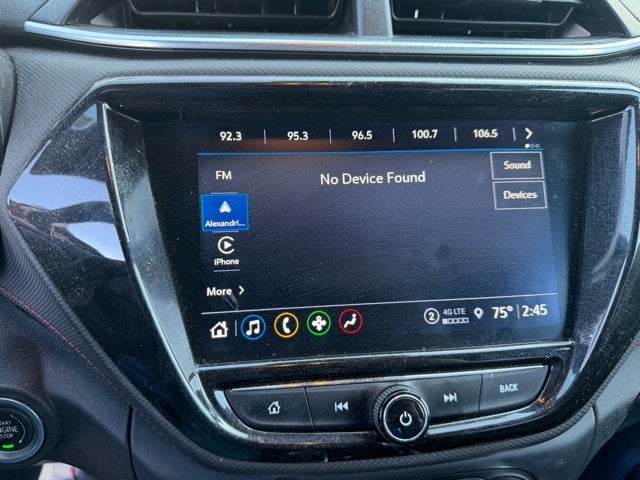 92.3 95.3 96.5 100.7 106.5
FM
No Device Found
Sound
Devices
Alexandri...
iPhone
More
2 4G LTE 75° 2:45
BACK
START
ENGINE
STOP